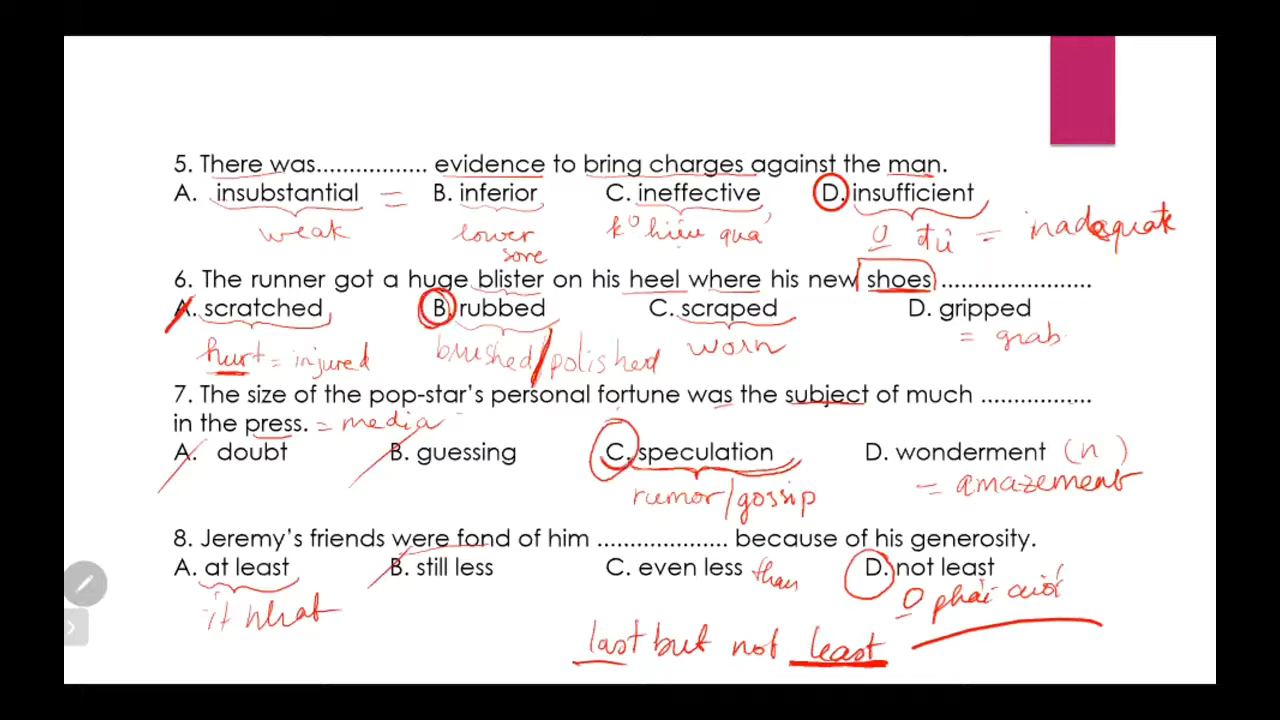 5. There was................. evidence to bring charges against the man.
A. insubstantial = B. inferior C. ineffective D. insufficient
weak lower k° hiệu quả 0 đủ = inadequate
6. The runner got a huge blister on his heel where his new shoes .......................
A. scratched B. rubbed C. scraped D. gripped
hurt = injured brushed/polished worn = grab
7. The size of the pop-star's personal fortune was the subject of much .................
in the press. = media
A. doubt B. guessing C. speculation D. wonderment (n)
rumor/gossip = amazement
8. Jeremy's friends were fond of him .................... because of his generosity.
A. at least B. still less C. even less than D. not least
ít nhất 0 phải cuối
last but not least